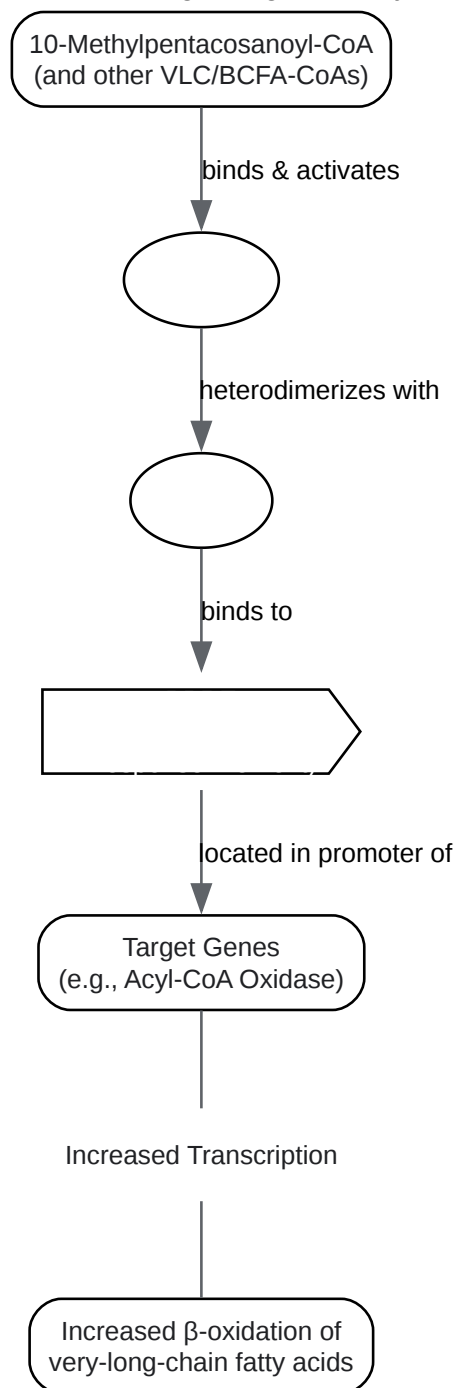 10-Methylpentacosanoyl-CoA
(and other VLC/BCFA-CoAs)
binds & activates
heterodimerizes with
binds to
located in promoter of
Target Genes
(e.g., Acyl-CoA Oxidase)
Increased Transcription
Increased β-oxidation of
very-long-chain fatty acids